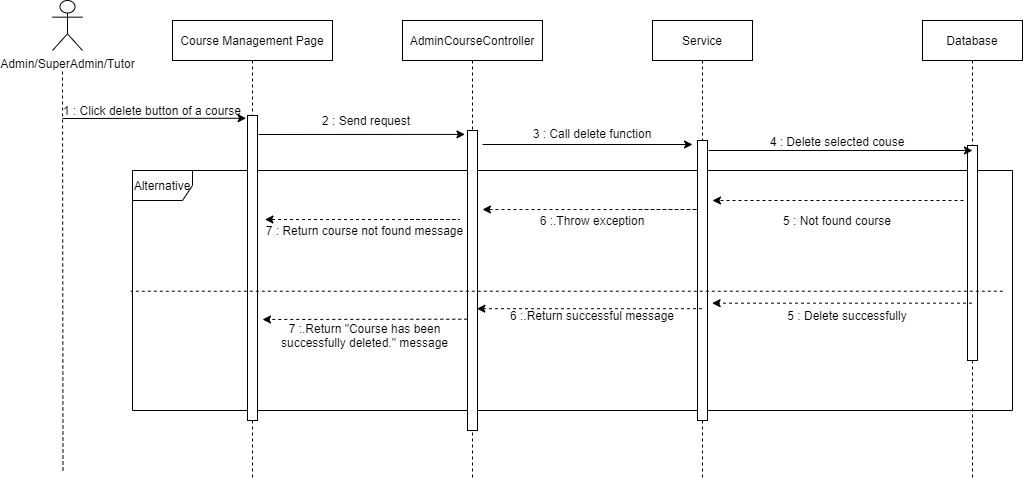 Admin/SuperAdmin/Tutor
Course Management Page
AdminCourseController
Service
Database
1 : Click delete button of a course
2 : Send request
3 : Call delete function
4 : Delete selected couse
Alternative
5 : Not found course
6 :.Throw exception
7 : Return course not found message
5 : Delete successfully
6 :.Return successful message
7 :.Return "Course has been
successfully deleted." message